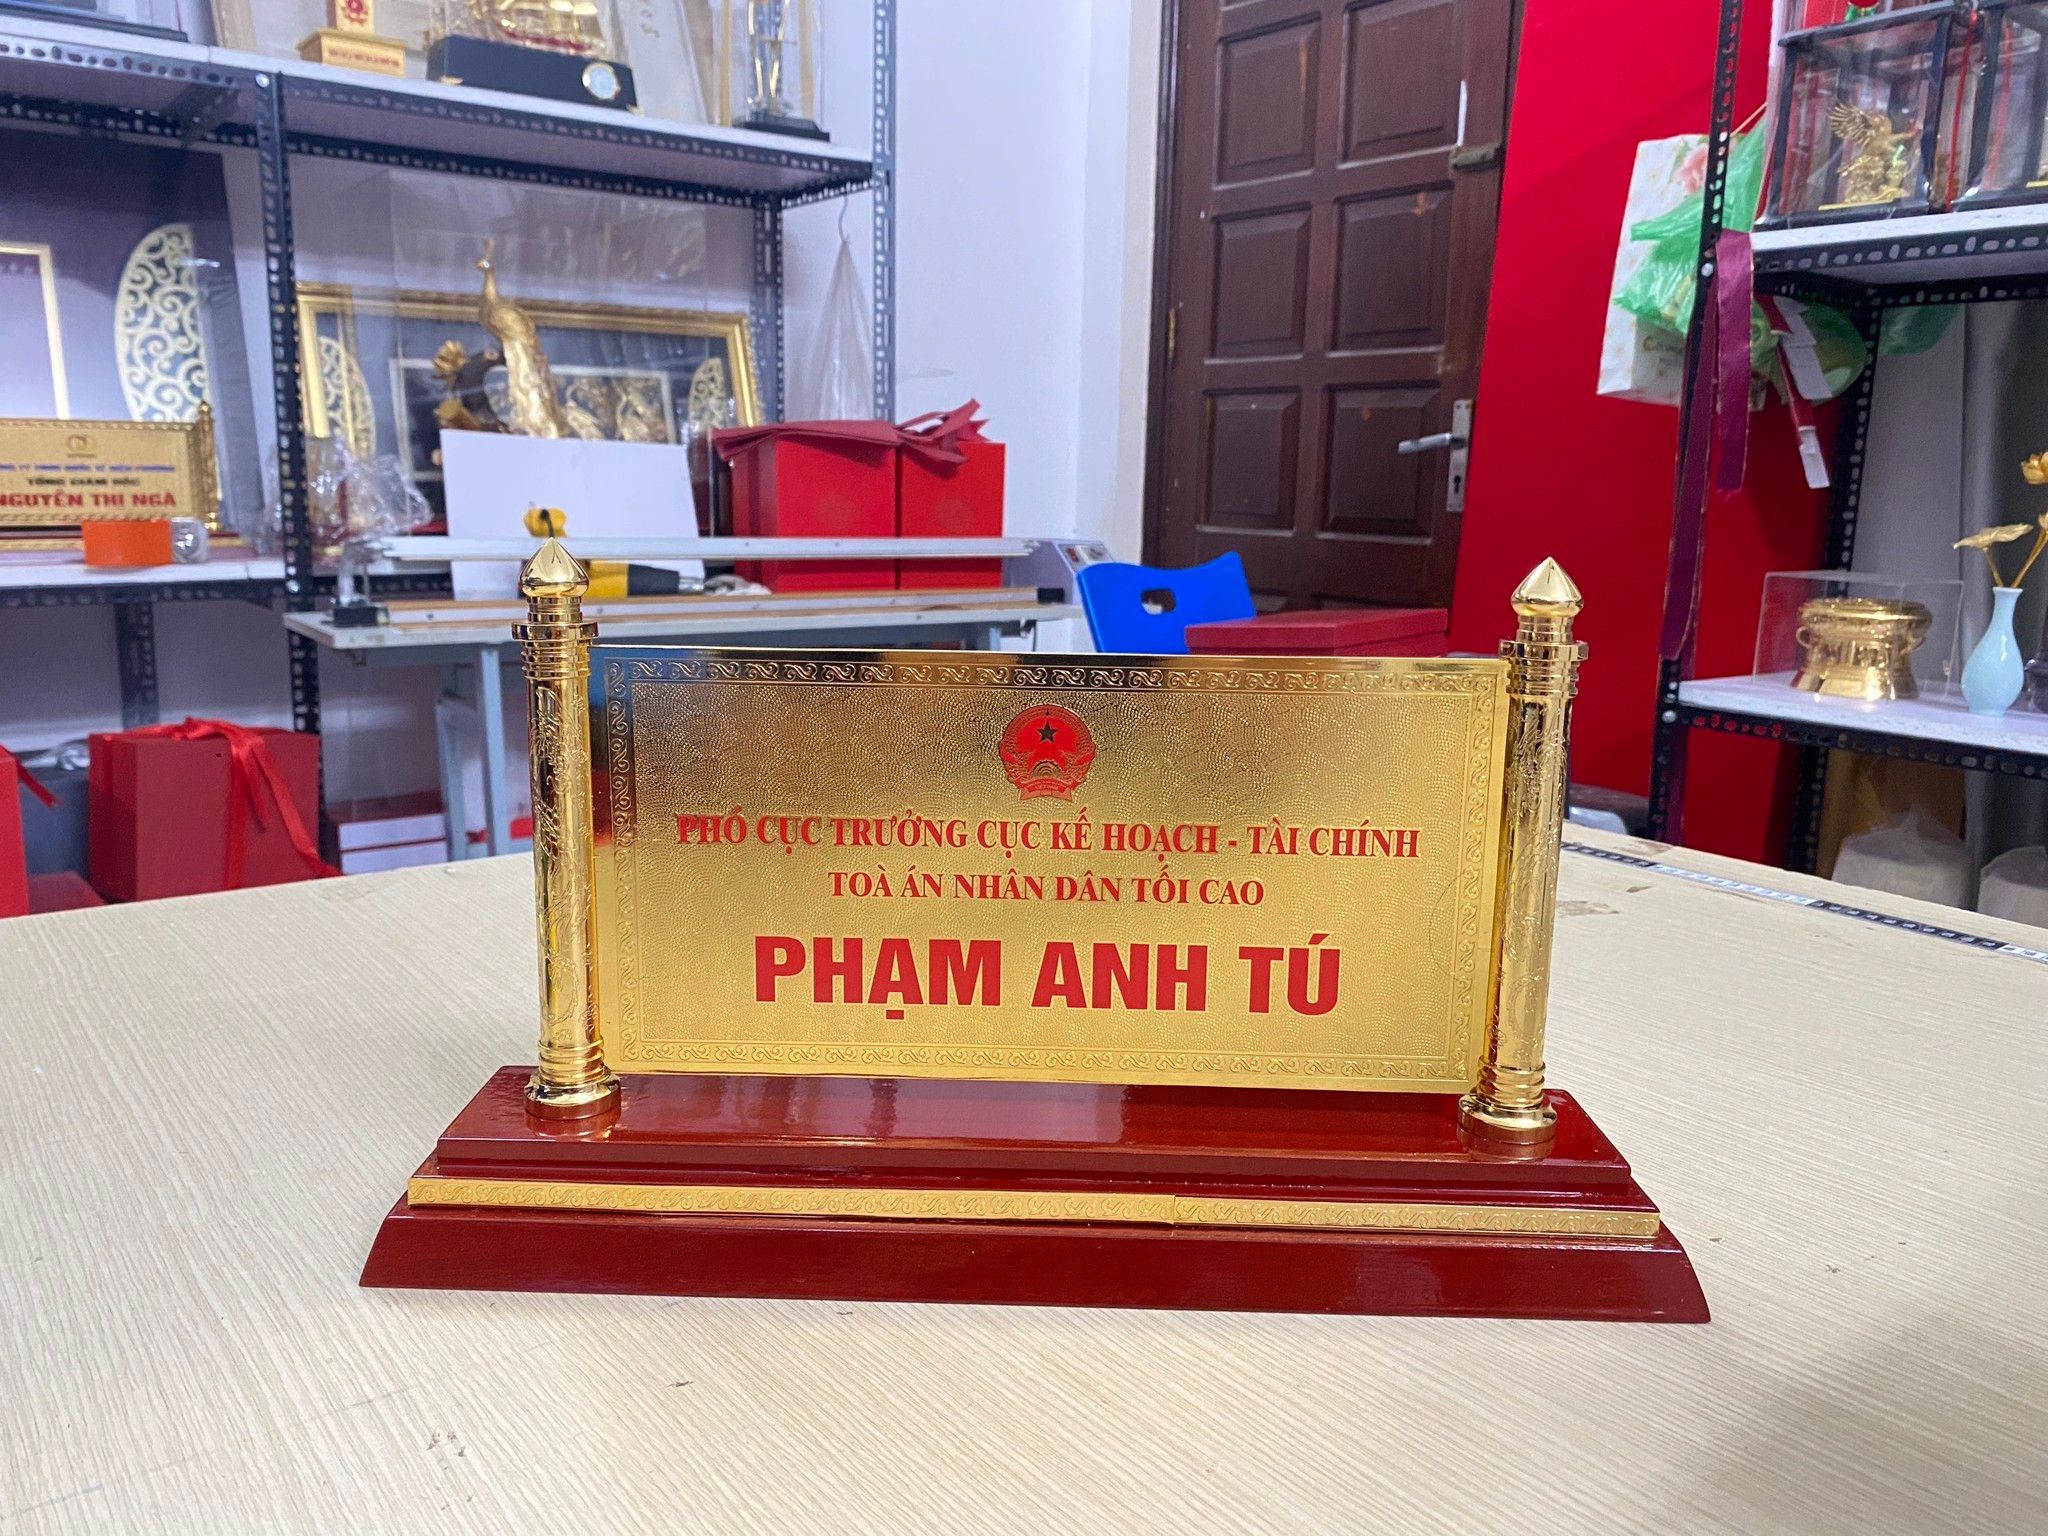 PHÓ CỤC TRƯỞNG CỤC KẾ HOẠCH - TÀI CHÍNH
TOÀ ÁN NHÂN DÂN TỐI CAO
PHẠM ANH TÚ
TỔNG GIÁM ĐỐC
NGUYỄN THỊ NGÀ